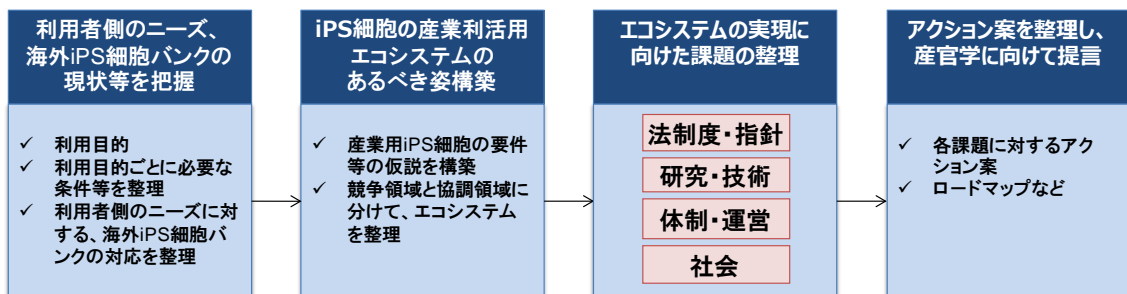 利用者側のニーズ、
海外iPS細胞バンクの
現状等を把握
✓ 利用目的
✓ 利用目的ごとに必要な
条件等を整理
✓ 利用者側のニーズに対
する、海外iPS細胞バ
ンクの対応を整理
iPS細胞の産業利活用
エコシステムの
あるべき姿構築
✓ 産業用iPS細胞の要件
等の仮説を構築
✓ 競争領域と協調領域に
分けて、エコシステム
を整理
エコシステムの実現に
向けた課題の整理
法制度・指針
研究・技術
体制・運営
社会
アクション案を整理し、
産官学に向けて提言
✓ 各課題に対するアク
ション案
✓ ロードマップなど